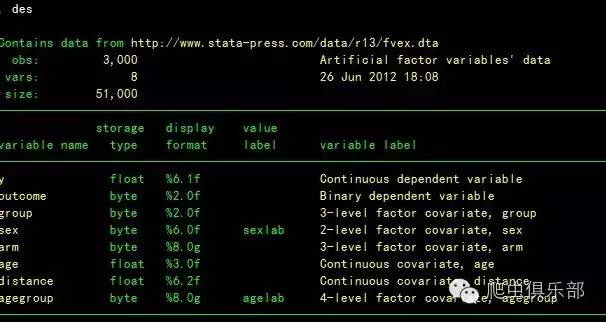 . des
Contains data from http://www.stata-press.com/data/r13/fvex.dta
obs: 3,000 Artificial factor variables' data
vars: 8 26 Jun 2012 18:08
size: 51,000
storage display value
variable name type format label variable label
y float %6.1f Continuous dependent variable
outcome byte %2.0f Binary dependent variable
group byte %2.0f 3-level factor covariate, group
sex byte %6.0f sexlab 2-level factor covariate, sex
arm byte %8.0g 3-level factor covariate, arm
age float %3.0f Continuous covariate, age
distance float %6.2f Continuous covariate, distance
agegroup byte %8.0g agelab 4-level factor covariate, agegroup
爬虫俱乐部